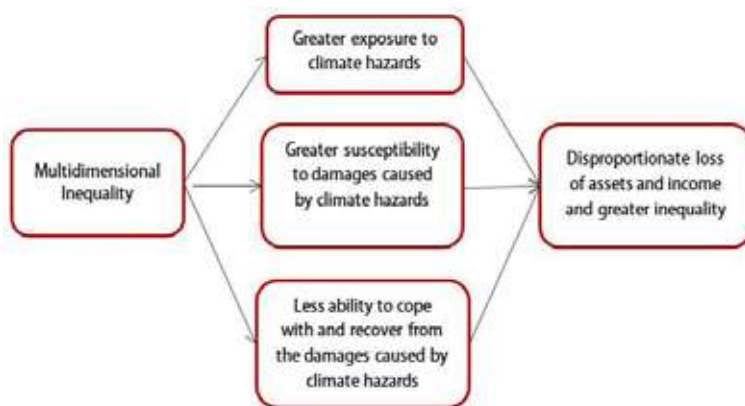 Greater exposure to
climate hazards
Multidimensional
Inequality
Greater susceptibility
to damages caused
by climate hazards
Disproportionate loss
of assets and income
and greater inequality
Less ability to cope
with and recover from
the damages caused by
climate hazards